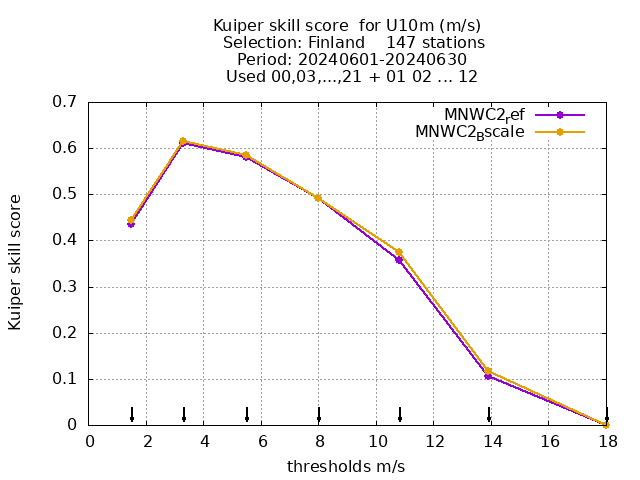 Kuiper skill score  for U10m (m/s)
Selection: Finland    147 stations
Period: 20240601-20240630
Used 00,03,...,21 + 01 02 ... 12
MNWC2ref
MNWC2Bscale
Kuiper skill score
0.7
0.6
0.5
0.4
0.3
0.2
0.1
0
0 2 4 6 8 10 12 14 16 18
thresholds m/s